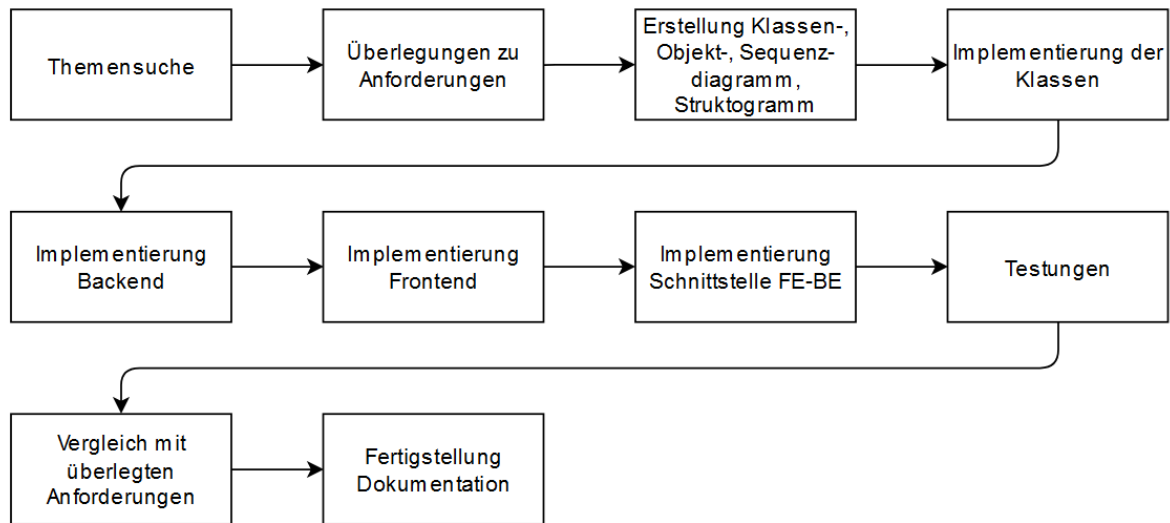 Themensuche
Überlegungen zu
Anforderungen
Erstellung Klassen-,
Objekt-, Sequenz-
diagramm,
Struktogramm
Implementierung der
Klassen
Implementierung
Backend
Implementierung
Frontend
Implementierung
Schnittstelle FE-BE
Testungen
Vergleich mit
überlegten
Anforderungen
Fertigstellung
Dokumentation